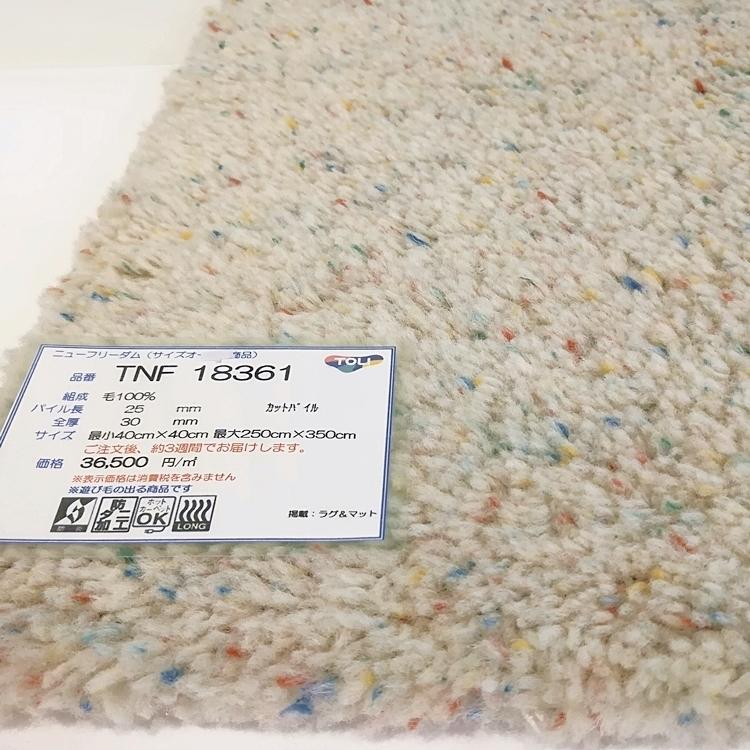 ニューフリーダム（サイズオ 商品）
TOLI
品番 TNF 18361
組成 毛100%
パイル長 25 mm ｶｯﾄﾊﾟｲﾙ
全厚 30 mm
サイズ 最小40cm×40cm 最大250cm×350cm
ご注文後、約3週間でお届けします。
価格 36,500 円/㎡
※表示価格は消費税を含みません
※遊び毛の出る商品です
防炎
防ダニ加工
ホットカーペットOK
LONG
掲載：ラグ&マット